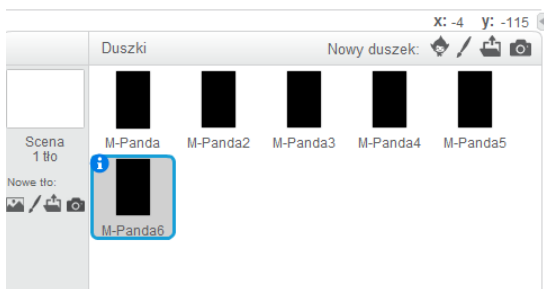 x: -4 y: -115
Duszki
Nowy duszek:
M-Panda M-Panda2 M-Panda3 M-Panda4 M-Panda5
Scena
1 tło
Nowe tło:
M-Panda6